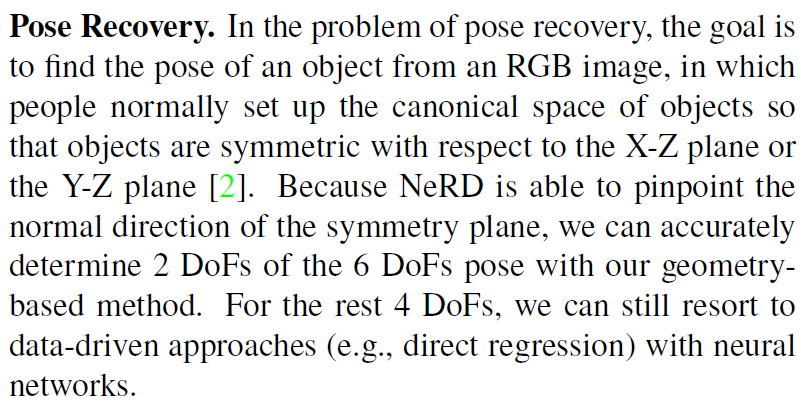 Pose Recovery. In the problem of pose recovery, the goal is
to find the pose of an object from an RGB image, in which
people normally set up the canonical space of objects so
that objects are symmetric with respect to the X-Z plane or
the Y-Z plane [2]. Because NeRD is able to pinpoint the
normal direction of the symmetry plane, we can accurately
determine 2 DoFs of the 6 DoFs pose with our geometry-
based method. For the rest 4 DoFs, we can still resort to
data-driven approaches (e.g., direct regression) with neural
networks.